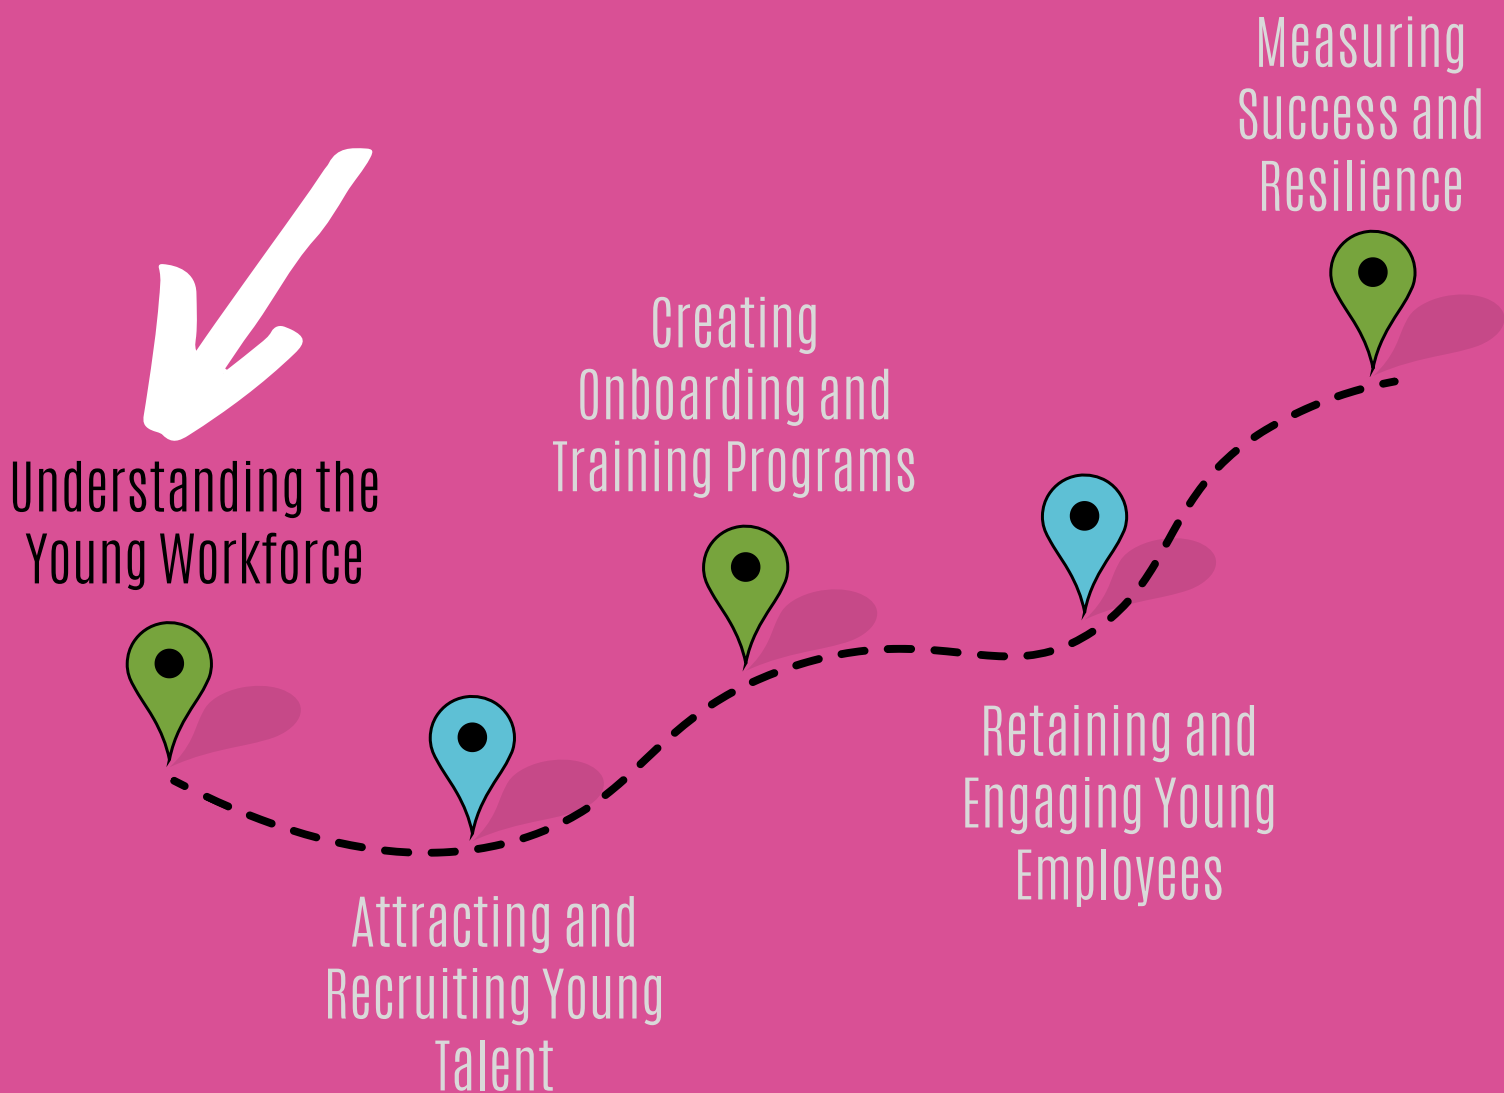 Understanding the
Young Workforce
Attracting and
Recruiting Young
Talent
Creating
Onboarding and
Training Programs
Retaining and
Engaging Young
Employees
Measuring
Success and
Resilience